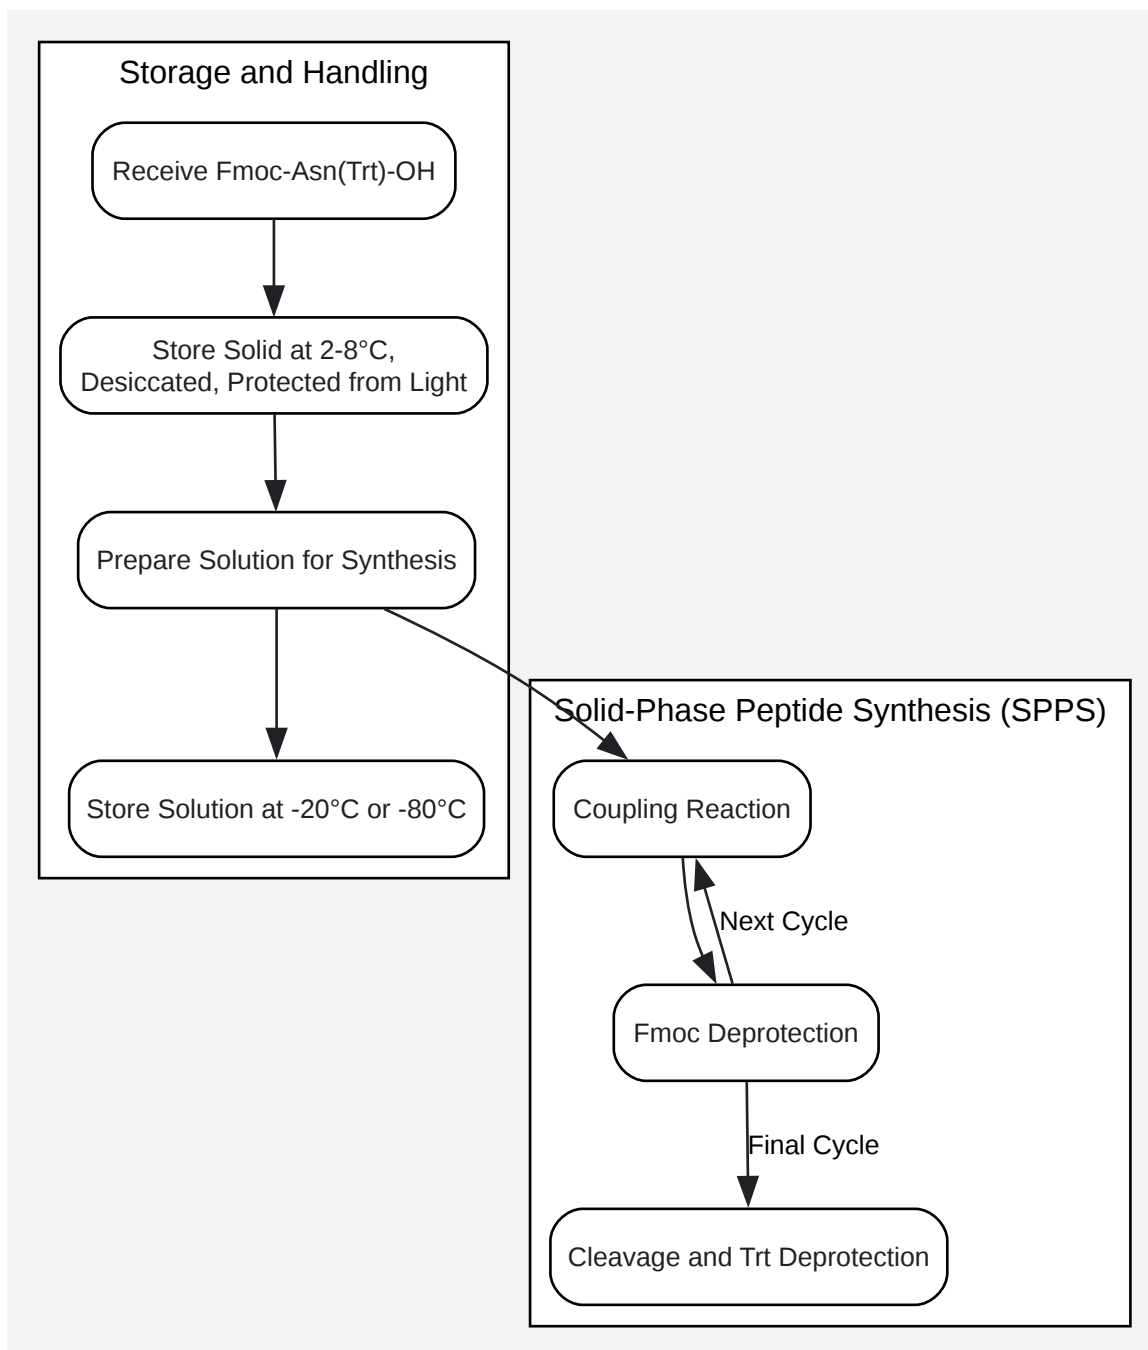 Storage and Handling
Receive Fmoc-Asn(Trt)-OH
Store Solid at 2-8°C,
Desiccated, Protected from Light
Prepare Solution for Synthesis
Store Solution at -20°C or -80°C
Solid-Phase Peptide Synthesis (SPPS)
Coupling Reaction
Next Cycle
Fmoc Deprotection
Final Cycle
Cleavage and Trt Deprotection